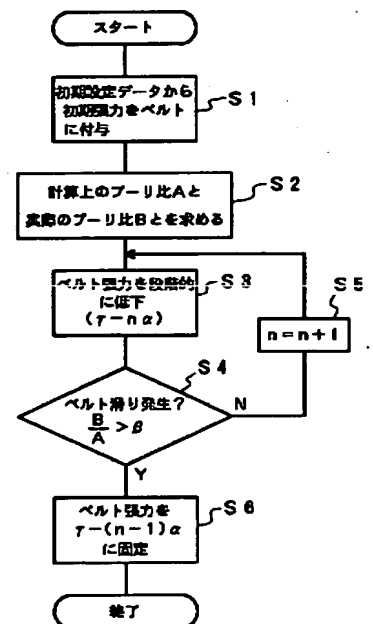 スタート
初期設定データから
初期張力をベルト
に付与
S1
計算上のプーリ比Aと
実際のプーリ比Bとを求める
S2
ベルト張力を段階的
に低下
(τ-nα)
S3
n=n+1
S5
ベルト滑り発生?
B/A>β
S4
N
Y
ベルト張力を
τ-(n-1)α
に固定
S6
終了